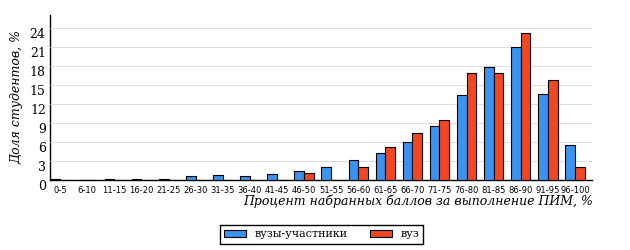 Доля студентов, %
24
21
18
15
12
9
6
3
0
0-5 6-10 11-15 16-20 21-25 26-30 31-35 36-40 41-45 46-50 51-55 56-60 61-65 66-70 71-75 76-80 81-85 86-90 91-95 96-100
Процент набранных баллов за выполнение ПИМ, %
вузы-участники вуз